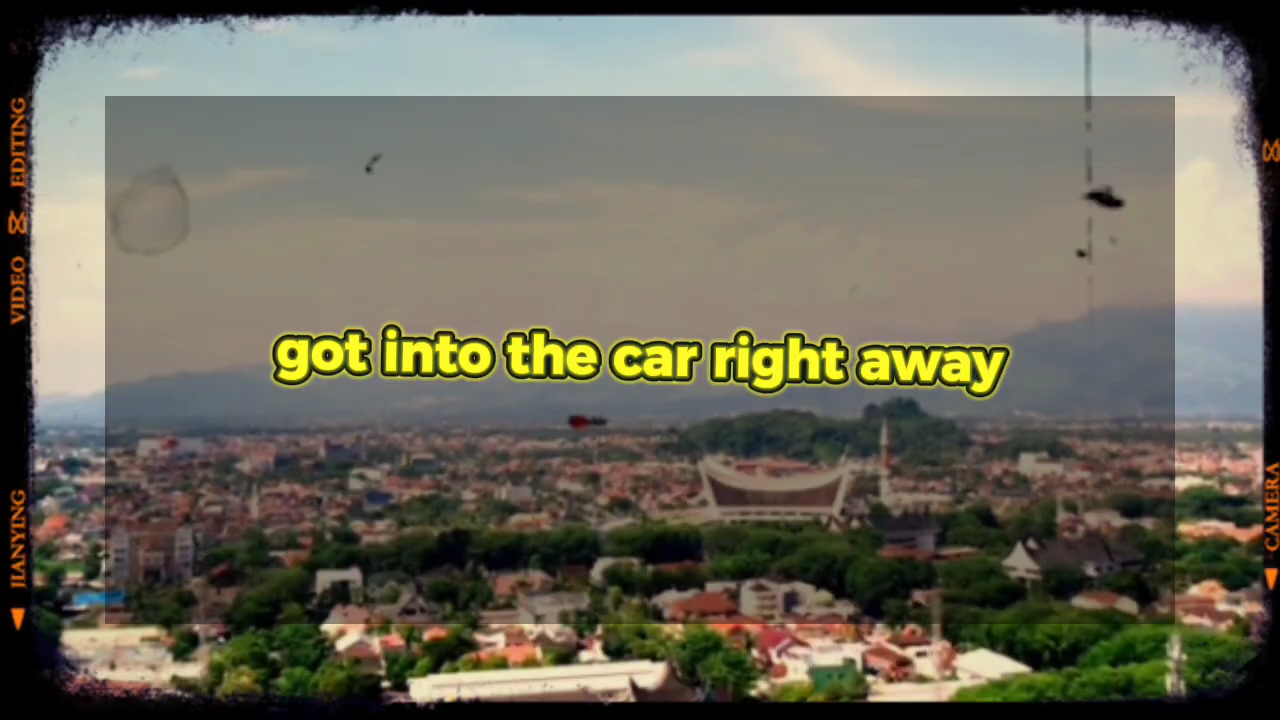 got into the car right away
EDITING
VIDEO
JIANYING
CAMERA